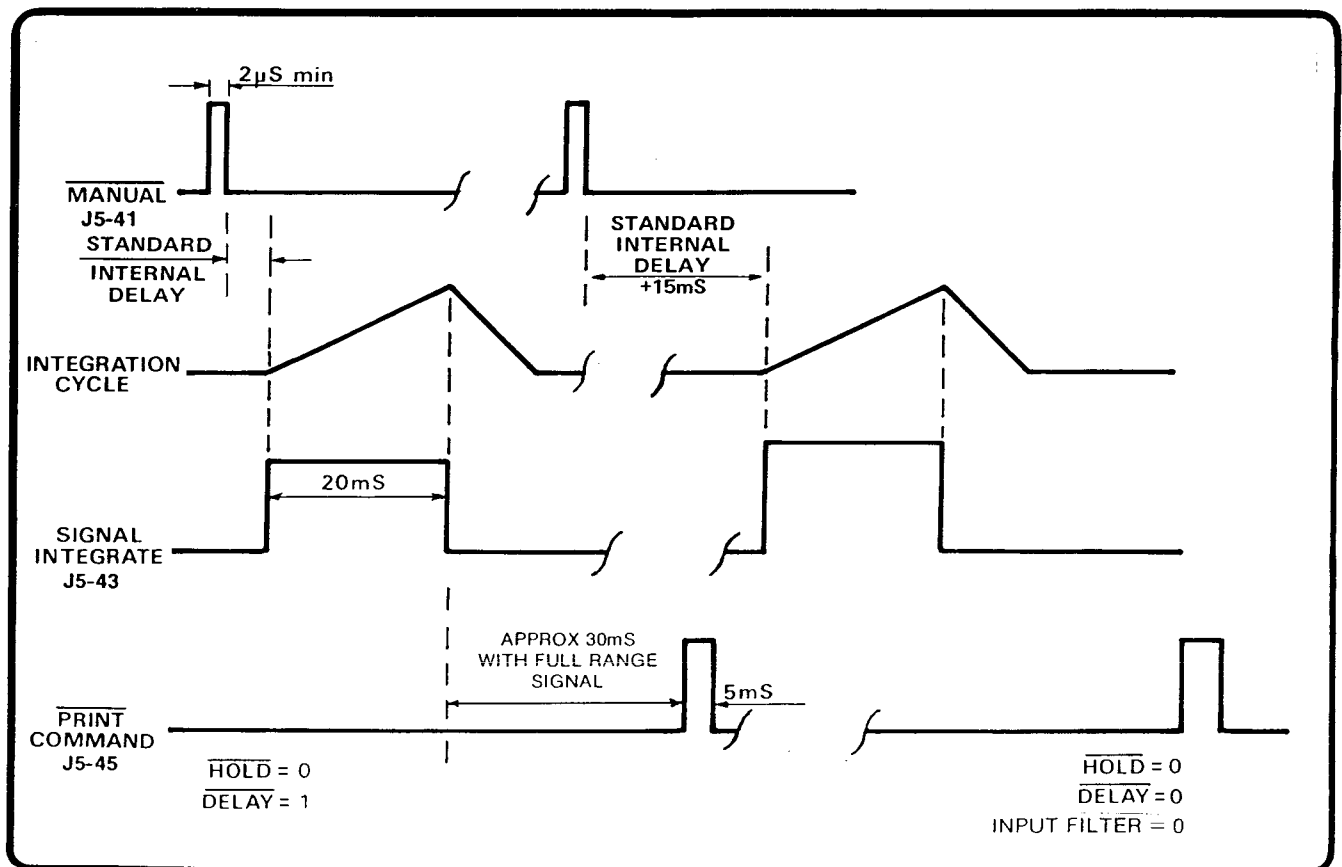 2µS min
MANUAL
J5-41
STANDARD
INTERNAL
DELAY
STANDARD
INTERNAL
DELAY
+15mS
INTEGRATION
CYCLE
20mS
SIGNAL
INTEGRATE
J5-43
APPROX 30mS
WITH FULL RANGE
SIGNAL
5mS
PRINT
COMMAND
J5-45
HOLD = 0
DELAY = 1
HOLD = 0
DELAY = 0
INPUT FILTER = 0